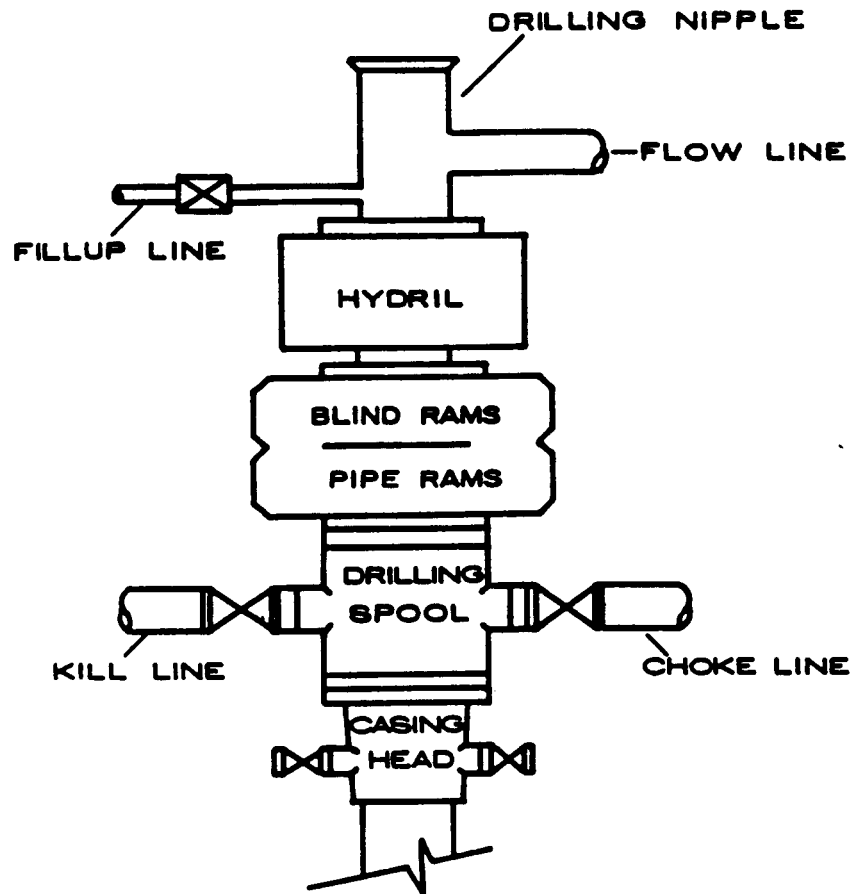 DRILLING NIPPLE
FLOW LINE
FILLUP LINE
HYDRIL
BLIND RAMS
PIPE RAMS
DRILLING
SPOOL
KILL LINE
CHOKE LINE
CASING
HEAD